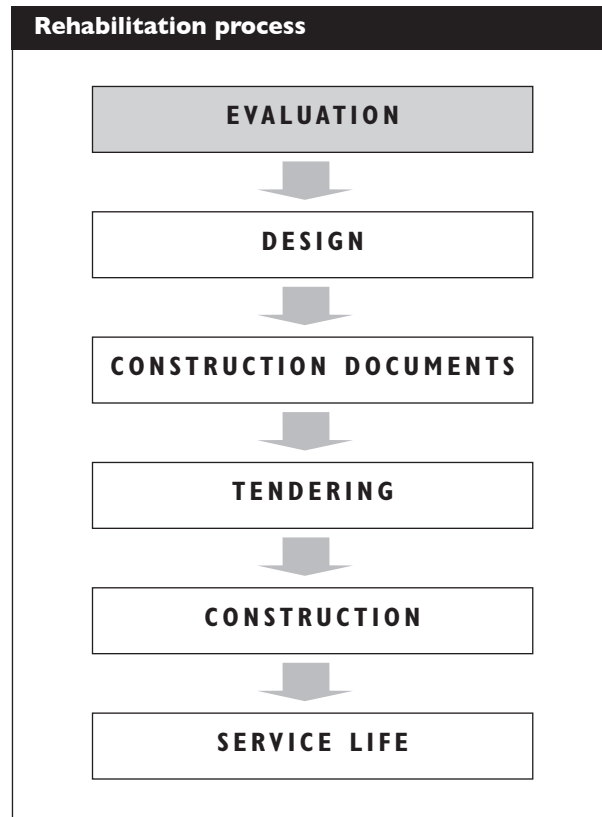 Rehabilitation process
EVALUATION
DESIGN
CONSTRUCTION DOCUMENTS
TENDERING
CONSTRUCTION
SERVICE LIFE